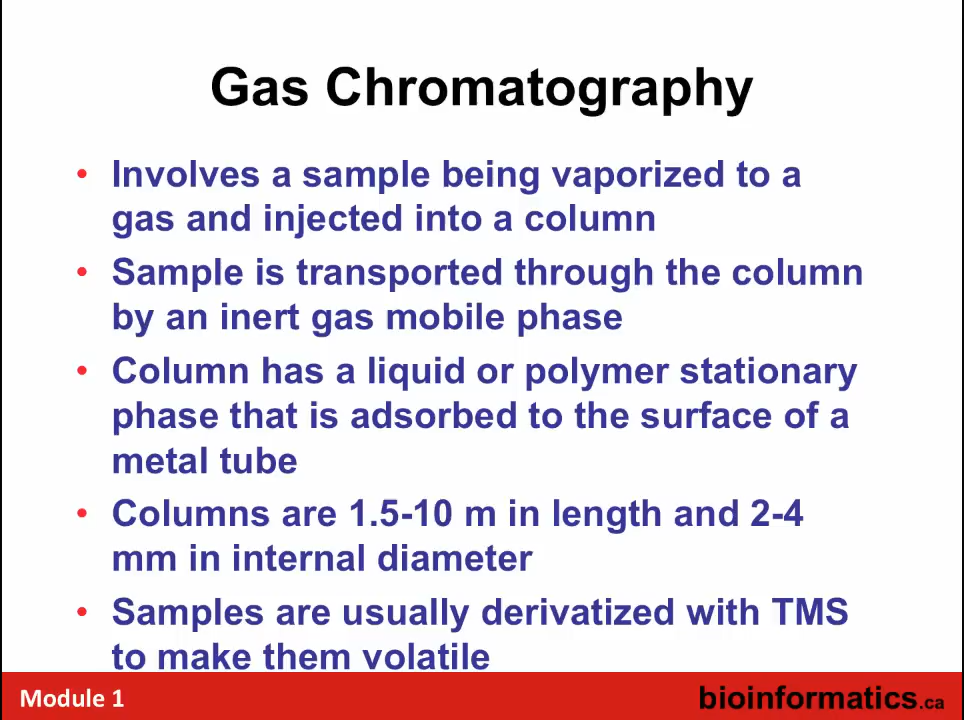 Gas Chromatography
• Involves a sample being vaporized to a
gas and injected into a column
• Sample is transported through the column
by an inert gas mobile phase
• Column has a liquid or polymer stationary
phase that is adsorbed to the surface of a
metal tube
• Columns are 1.5-10 m in length and 2-4
mm in internal diameter
• Samples are usually derivatized with TMS
to make them volatile
Module 1
bioinformatics.ca